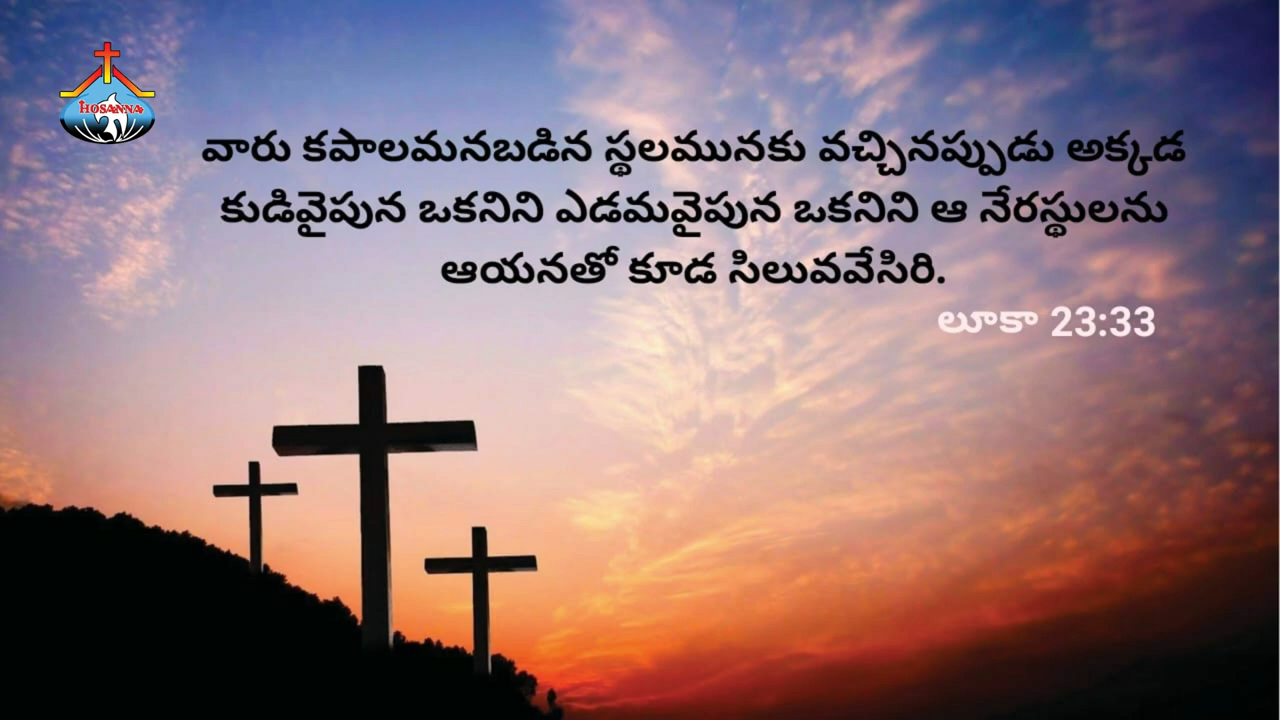 HOSANNA
వారు కపాలమనబడిన స్థలమునకు వచ్చినప్పుడు అక్కడ
కుడివైపున ఒకనిని ఎడమవైపున ఒకనిని ఆ నేరస్థులను
ఆయనతో కూడ సిలువవేసిరి.
లూకా 23:33